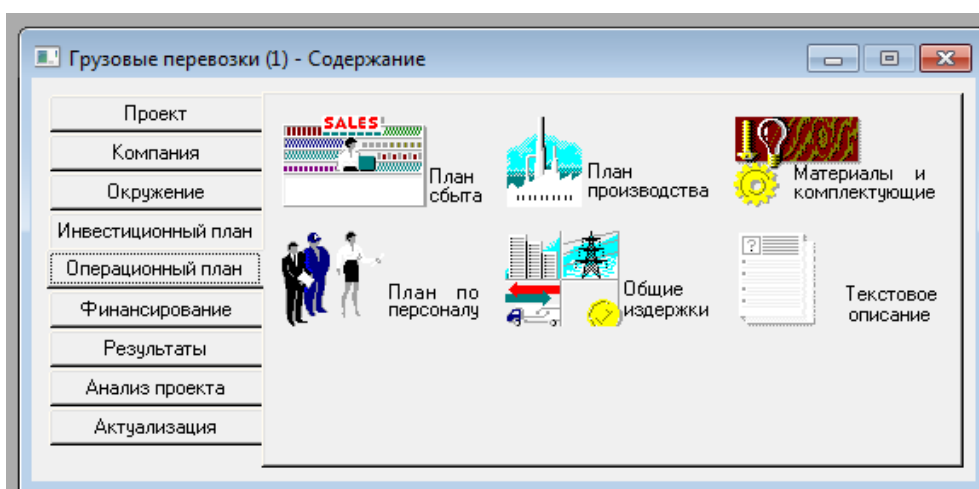 Грузовые перевозки (1) - Содержание
Проект
Компания
Окружение
Инвестиционный план
Операционный план
Финансирование
Результаты
Анализ проекта
Актуализация
SALES
План
сбыта
План
производства
Материалы и
комплектующие
План по
персоналу
Общие
издержки
?
Текстовое
описание